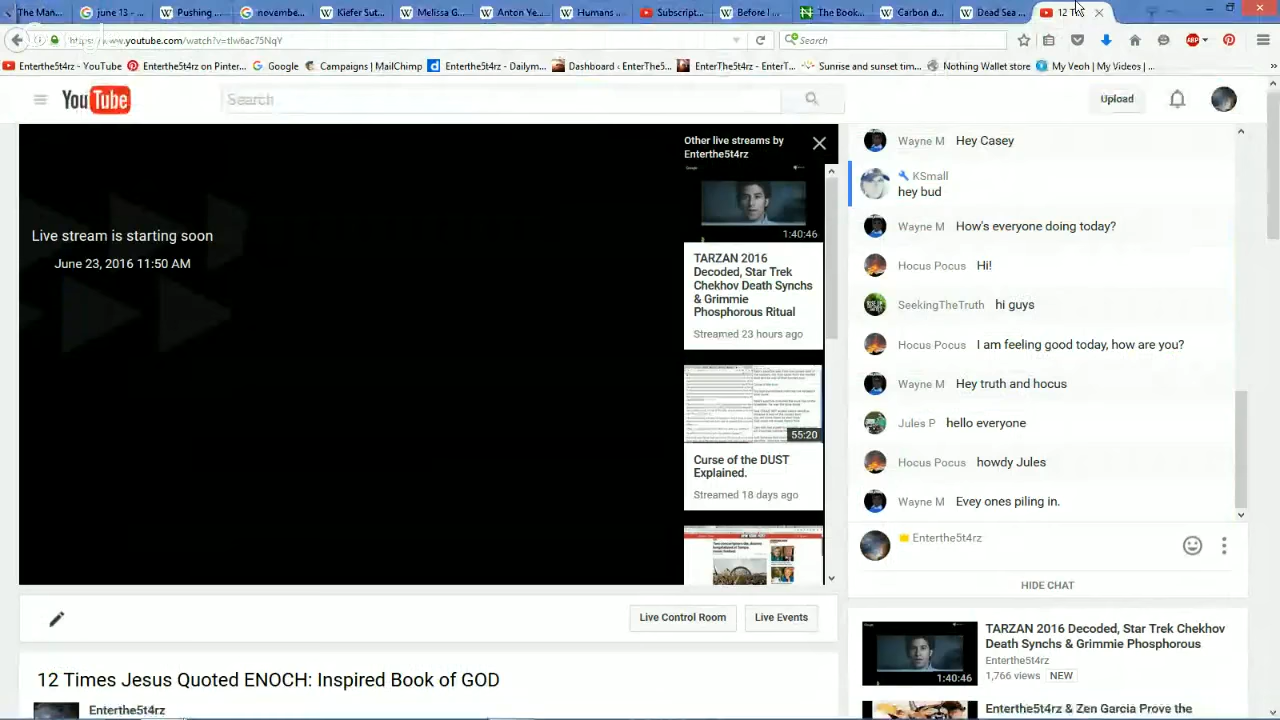 The Man...
june 13 -...
Pushing ...
novembe...
Kiefer Sut...
Melissa G...
Anton Ye...
Humans ...
Subscript...
Before I ...
The Book...
Carbon d...
Dead Sea ...
https://www.youtube.com/watch?v=tlw6ac75NqY
Search
Enterthe5t4rz - YouTube
Enterthe5t4rz on Pinter...
Google
Campaigns | MailChimp
Enterthe5t4rz - Dailym...
Dashboard - EnterThe5...
EnterThe5t4rz - EnterT...
Sunrise and sunset tim...
Nothing Wallet store
My Veoh | My Videos | ...
YouTube
Search
Upload
Live stream is starting soon
June 23, 2016 11:50 AM
Other live streams by
Enterthe5t4rz
1:40:46
TARZAN 2016
Decoded, Star Trek
Chekhov Death Synchs
& Grimmie
Phosphorous Ritual
Streamed 23 hours ago
55:20
Curse of the DUST
Explained.
Streamed 18 days ago
Wayne M Hey Casey
KSmall
hey bud
Wayne M How's everyone doing today?
Hocus Pocus Hi!
SeekingTheTruth hi guys
Hocus Pocus I am feeling good today, how are you?
Wayne M Hey truth and hocus
Jules P hello everyone
Hocus Pocus howdy Jules
Wayne M Evey ones piling in.
Enterthe5t4rz
HIDE CHAT
Live Control Room
Live Events
12 Times Jesus Quoted ENOCH: Inspired Book of GOD
Enterthe5t4rz
1:40:46
TARZAN 2016 Decoded, Star Trek Chekhov
Death Synchs & Grimmie Phosphorous
Enterthe5t4rz
1,766 views NEW
Enterthe5t4rz & Zen Garcia Prove the